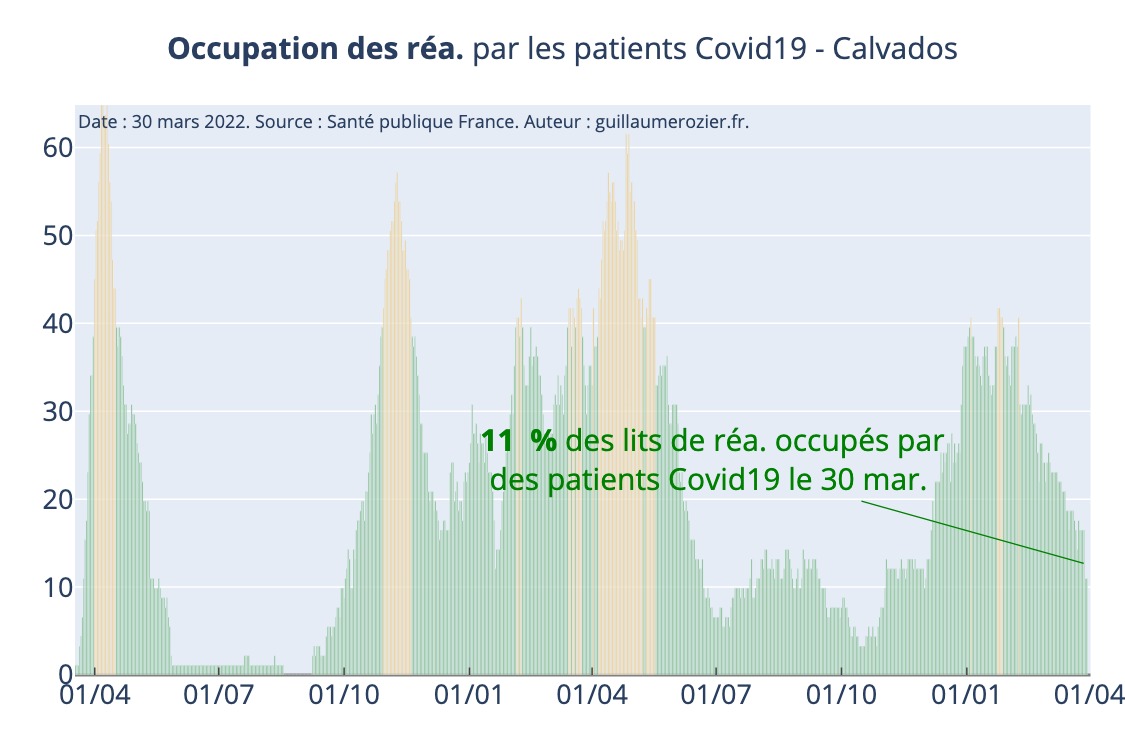 Occupation des réa. par les patients Covid19 - Calvados
Date : 30 mars 2022. Source : Santé publique France. Auteur : guillaumerozier.fr.
60
50
40
30
20
10
0
11 % des lits de réa. occupés par
des patients Covid19 le 30 mar.
01/04 01/07 01/10 01/01 01/04 01/07 01/10 01/01 01/04